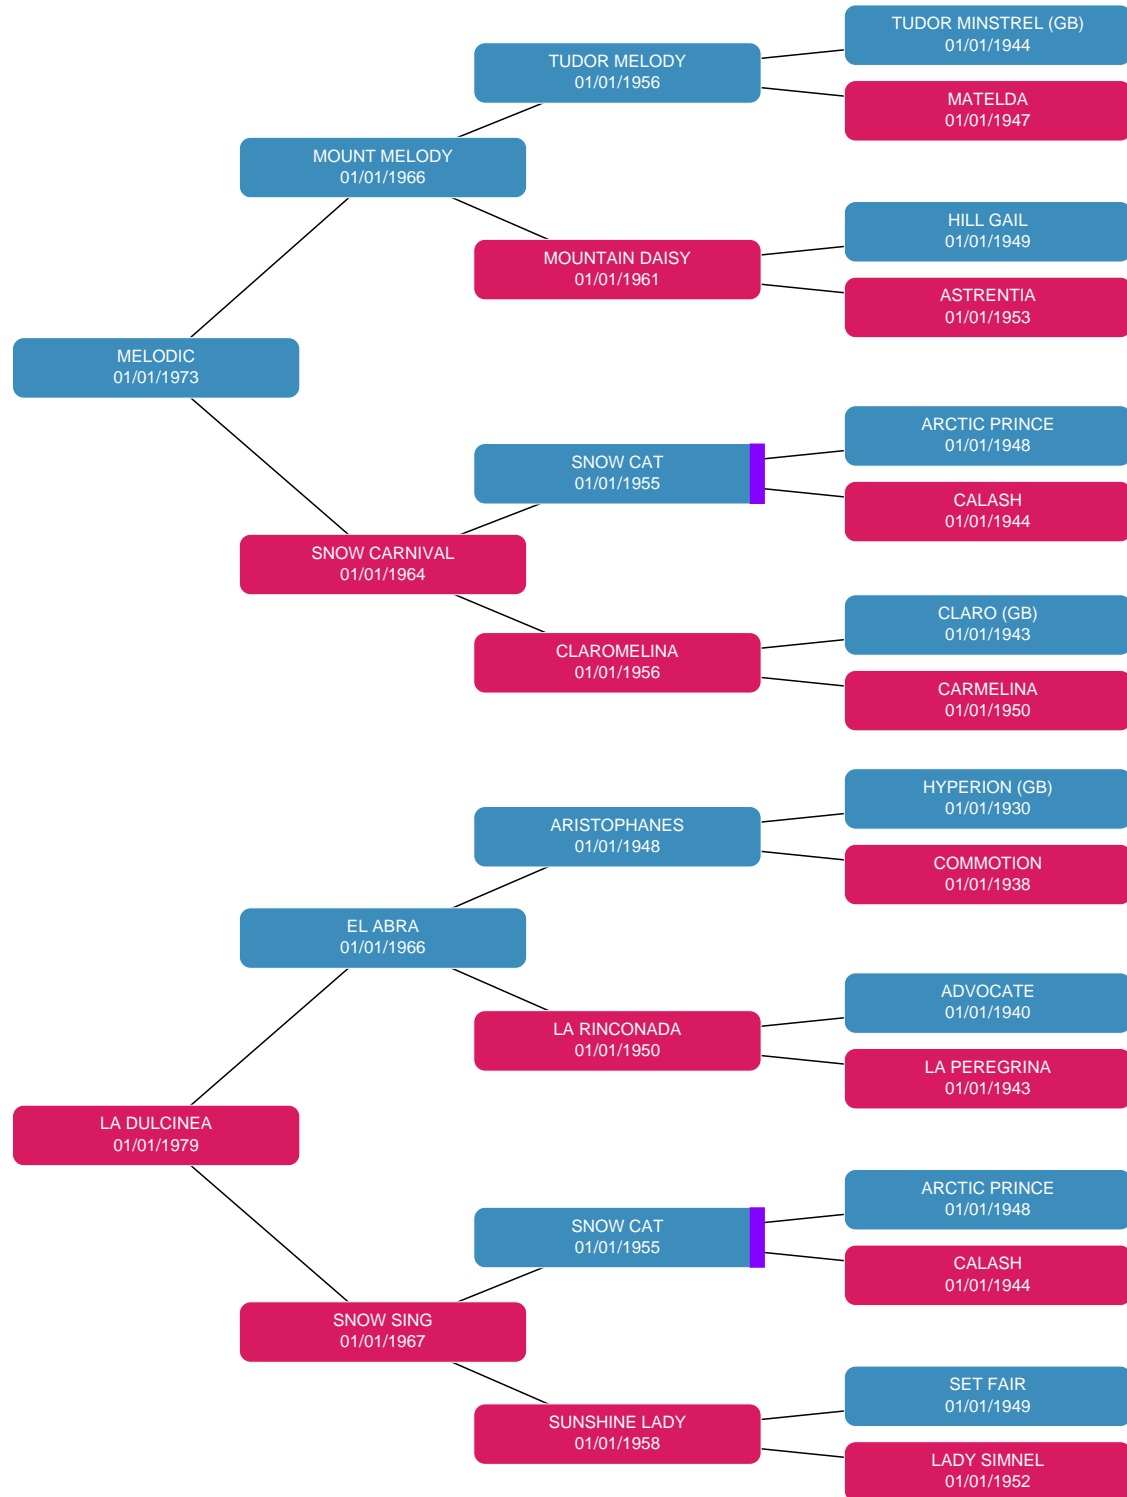 TUDOR MINSTREL (GB)
01/01/1944
TUDOR MELODY
01/01/1956
MATELDA
01/01/1947
MOUNT MELODY
01/01/1966
HILL GAIL
01/01/1949
MOUNTAIN DAISY
01/01/1961
ASTRENTIA
01/01/1953
MELODIC
01/01/1973
ARCTIC PRINCE
01/01/1948
SNOW CAT
01/01/1955
CALASH
01/01/1944
SNOW CARNIVAL
01/01/1964
CLARO (GB)
01/01/1943
CLAROMELINA
01/01/1956
CARMELINA
01/01/1950
HYPERION (GB)
01/01/1930
ARISTOPHANES
01/01/1948
COMMOTION
01/01/1938
EL ABRA
01/01/1966
ADVOCATE
01/01/1940
LA RINCONADA
01/01/1950
LA PEREGRINA
01/01/1943
LA DULCINEA
01/01/1979
ARCTIC PRINCE
01/01/1948
SNOW CAT
01/01/1955
CALASH
01/01/1944
SNOW SING
01/01/1967
SET FAIR
01/01/1949
SUNSHINE LADY
01/01/1958
LADY SIMNEL
01/01/1952